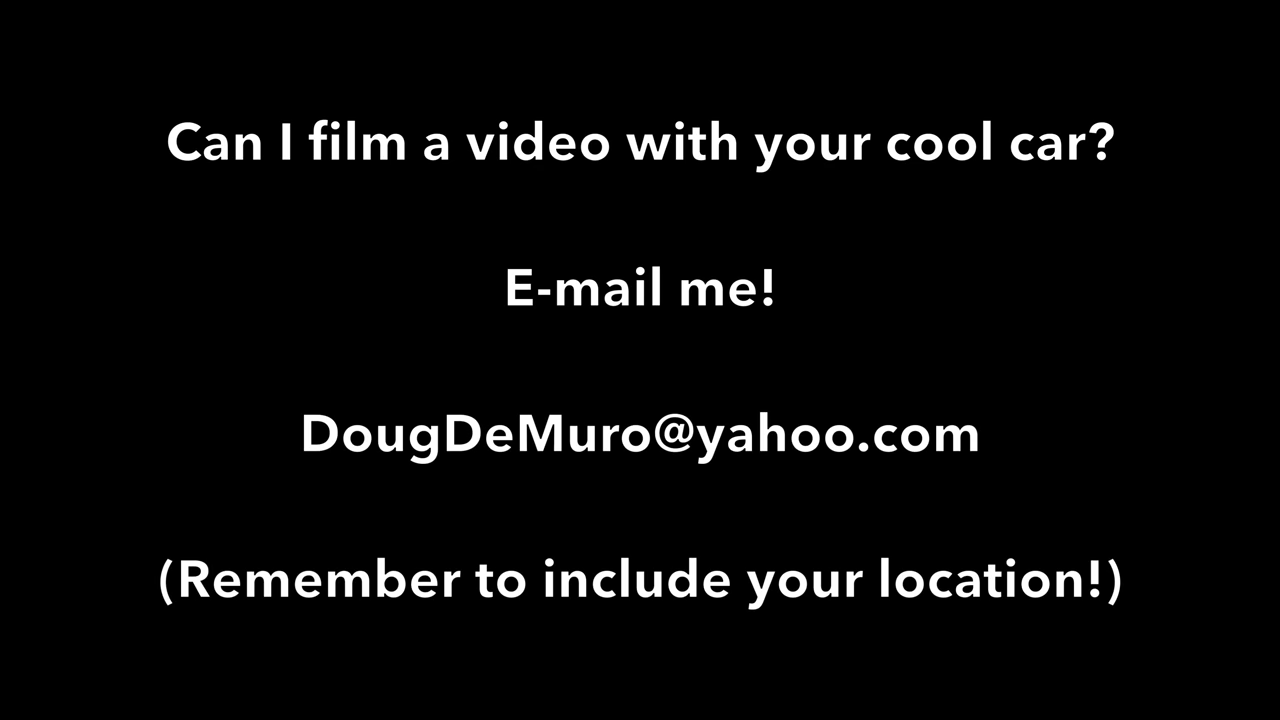 Can I film a video with your cool car?
E-mail me!
DougDeMuro@yahoo.com
(Remember to include your location!)